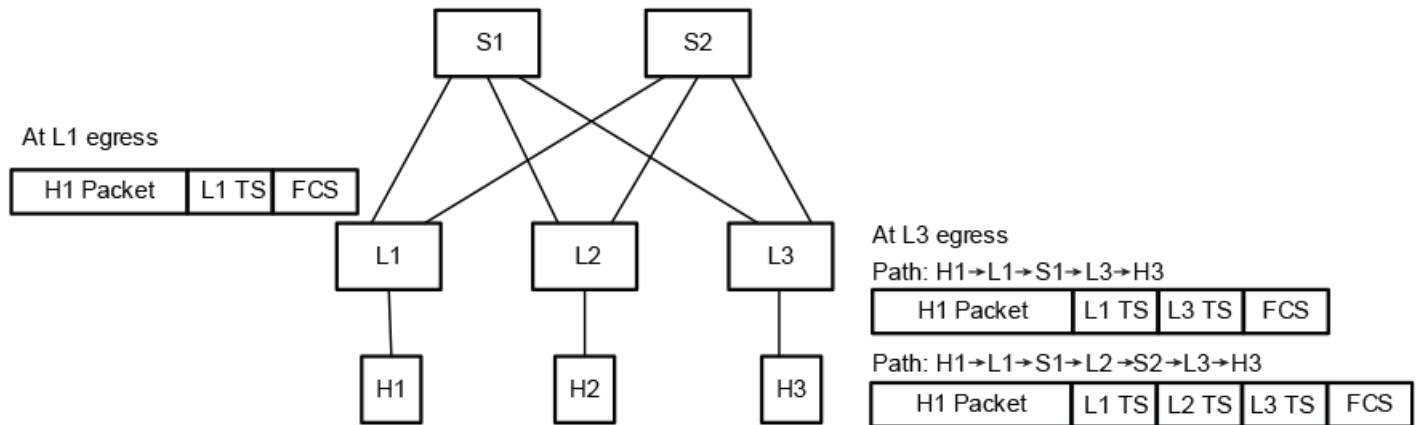 S1 S2
At L1 egress
H1 Packet L1 TS FCS
L1 L2 L3
At L3 egress
Path: H1→L1→S1→L3→H3
H1 Packet L1 TS L3 TS FCS
Path: H1→L1→S1→L2→S2→L3→H3
H1 Packet L1 TS L2 TS L3 TS FCS
H1 H2 H3